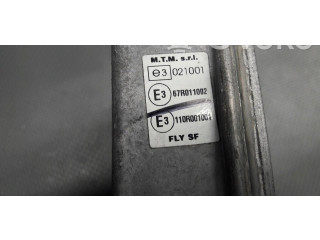 M.T.M. s.r.l.
e3 021001
E3 67R011002
E3 110R001001
FLY SF